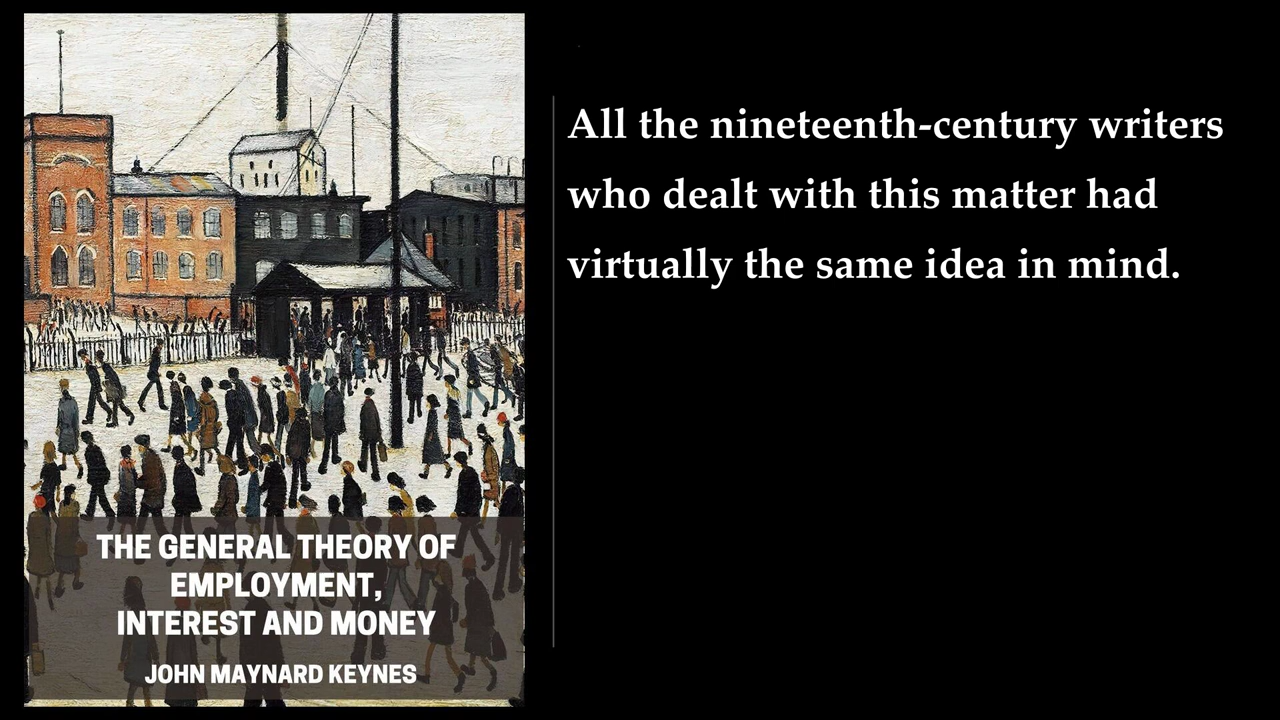 THE GENERAL THEORY OF
EMPLOYMENT,
INTEREST AND MONEY
JOHN MAYNARD KEYNES
All the nineteenth-century writers
who dealt with this matter had
virtually the same idea in mind.